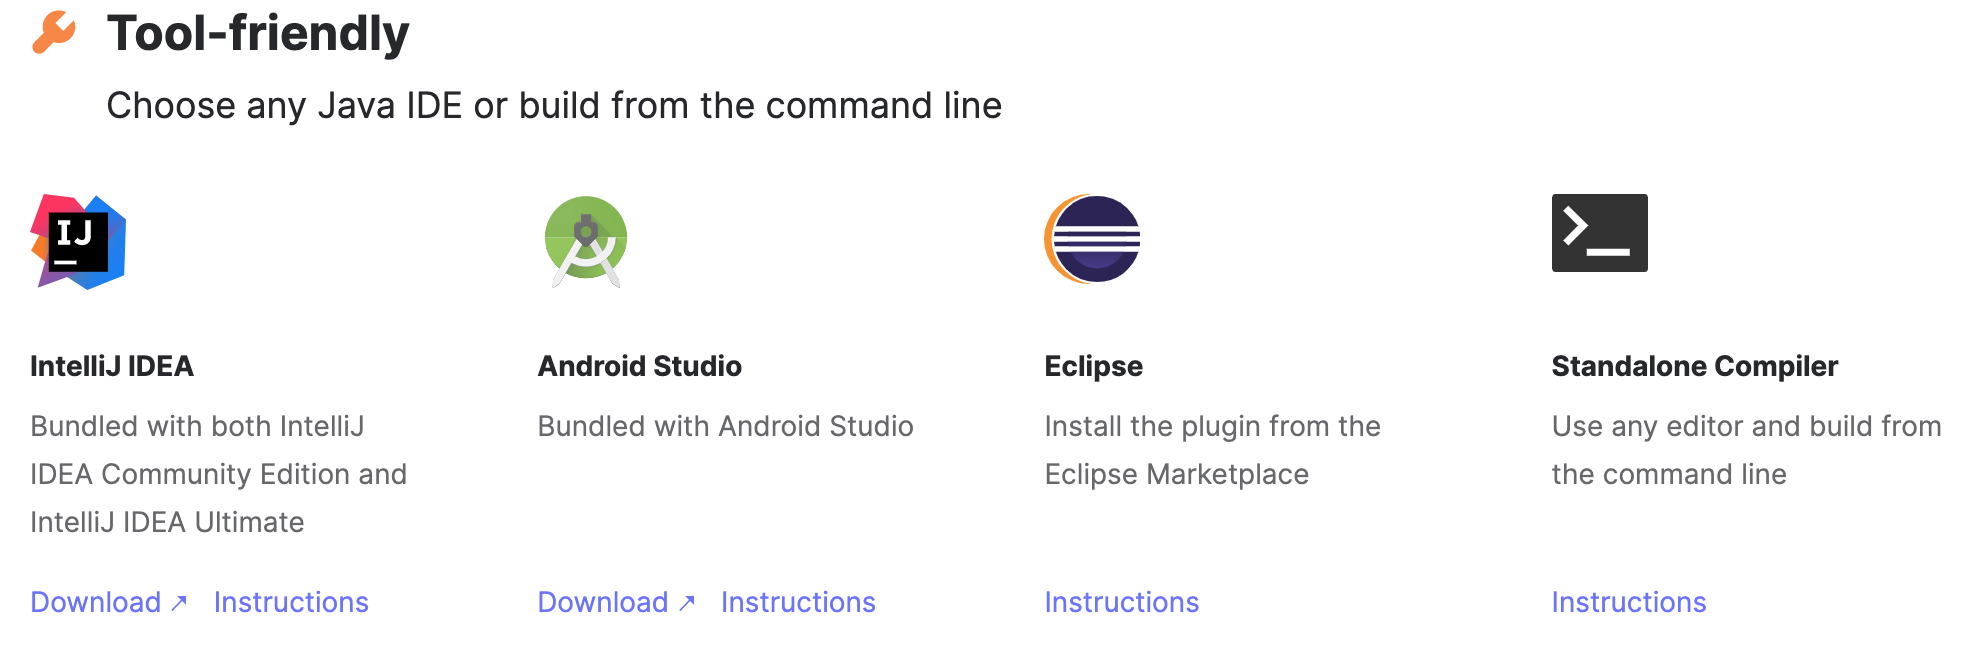 Tool-friendly
Choose any Java IDE or build from the command line
IJ
IntelliJ IDEA
Bundled with both IntelliJ
IDEA Community Edition and
IntelliJ IDEA Ultimate
Download ↗ Instructions
Android Studio
Bundled with Android Studio
Download ↗ Instructions
Eclipse
Install the plugin from the
Eclipse Marketplace
Instructions
Standalone Compiler
Use any editor and build from
the command line
Instructions